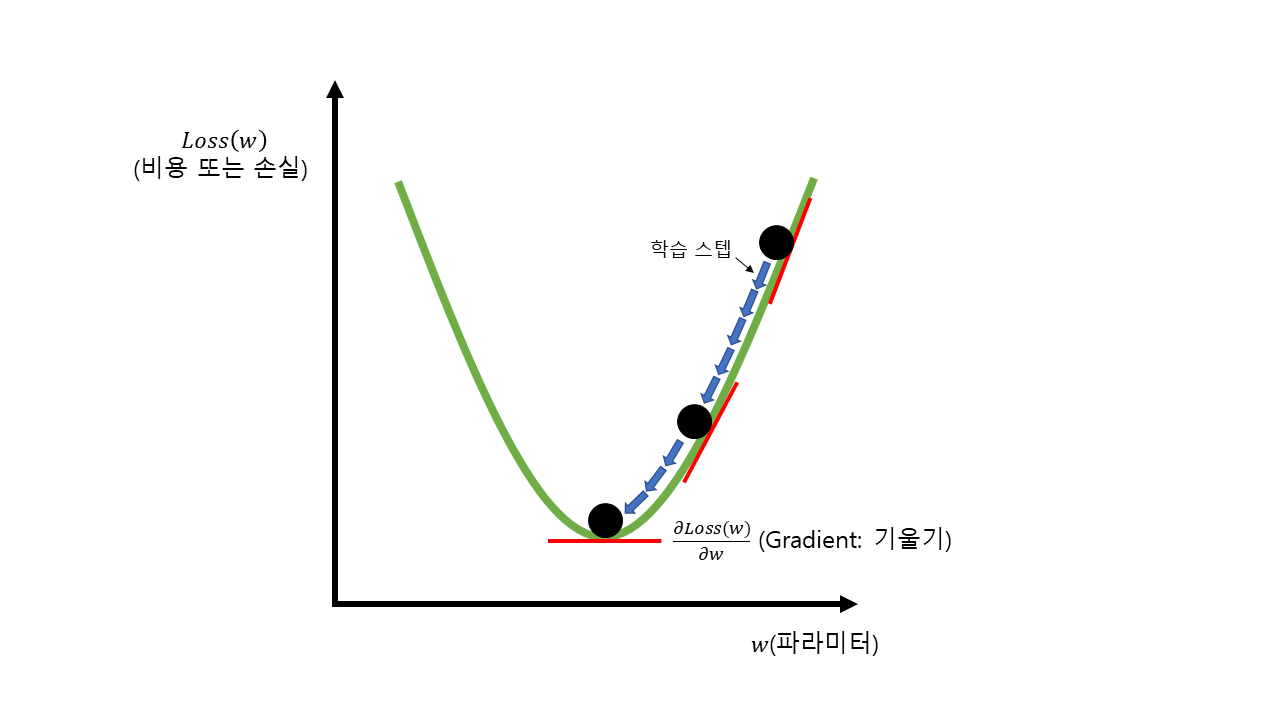 Loss(w)
(비용 또는 손실)
학습 스텝
∂Loss(w)/∂w (Gradient: 기울기)
w(파라미터)